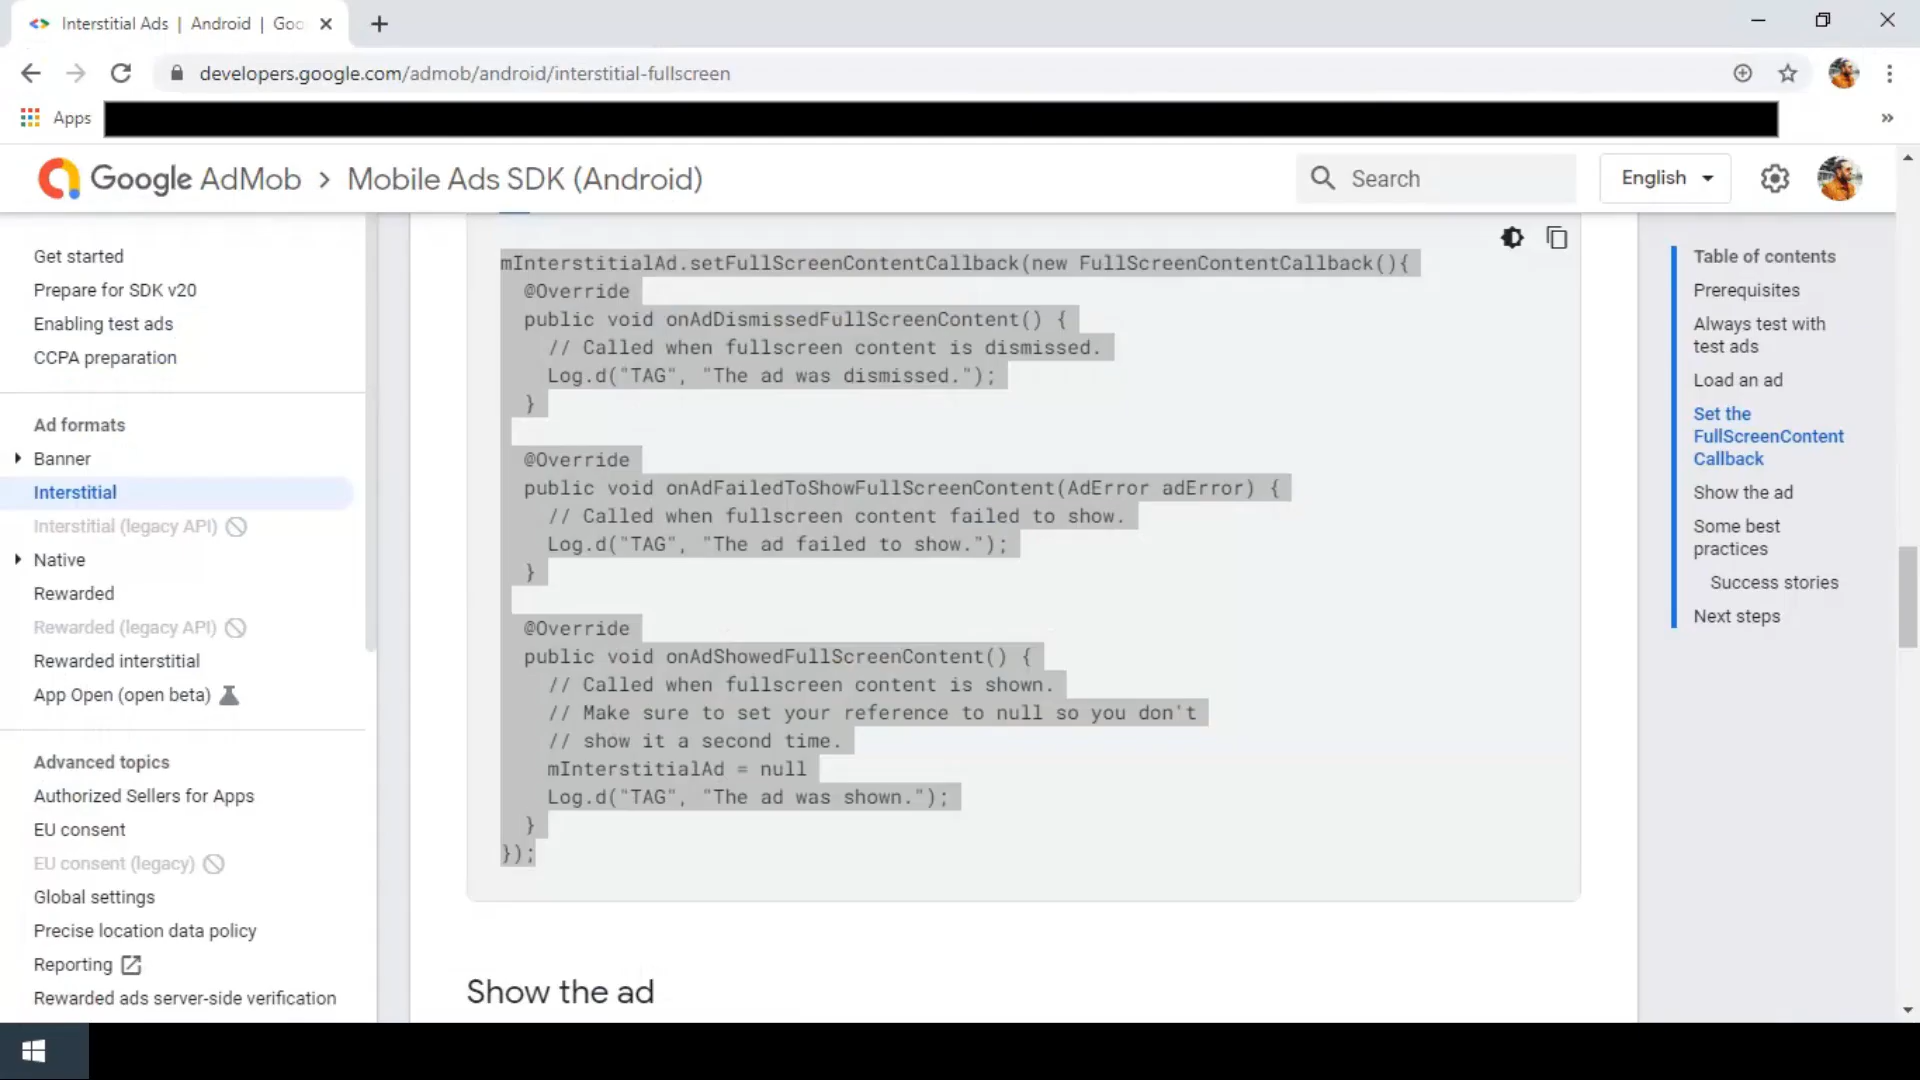 Interstitial Ads | Android | Goo
developers.google.com/admob/android/interstitial-fullscreen
Apps
»
Google AdMob > Mobile Ads SDK (Android)
Search
English
Get started
Prepare for SDK v20
Enabling test ads
CCPA preparation
Ad formats
Banner
Interstitial
Interstitial (legacy API)
Native
Rewarded
Rewarded (legacy API)
Rewarded interstitial
App Open (open beta)
Advanced topics
Authorized Sellers for Apps
EU consent
EU consent (legacy)
Global settings
Precise location data policy
Reporting
Rewarded ads server-side verification
mInterstitialAd.setFullScreenContentCallback(new FullScreenContentCallback(){
  @Override
  public void onAdDismissedFullScreenContent() {
    // Called when fullscreen content is dismissed.
    Log.d("TAG", "The ad was dismissed.");
  }
  @Override
  public void onAdFailedToShowFullScreenContent(AdError adError) {
    // Called when fullscreen content failed to show.
    Log.d("TAG", "The ad failed to show.");
  }
  @Override
  public void onAdShowedFullScreenContent() {
    // Called when fullscreen content is shown.
    // Make sure to set your reference to null so you don't
    // show it a second time.
    mInterstitialAd = null
    Log.d("TAG", "The ad was shown.");
  }
});
Show the ad
Table of contents
Prerequisites
Always test with
test ads
Load an ad
Set the
FullScreenContent
Callback
Show the ad
Some best
practices
Success stories
Next steps